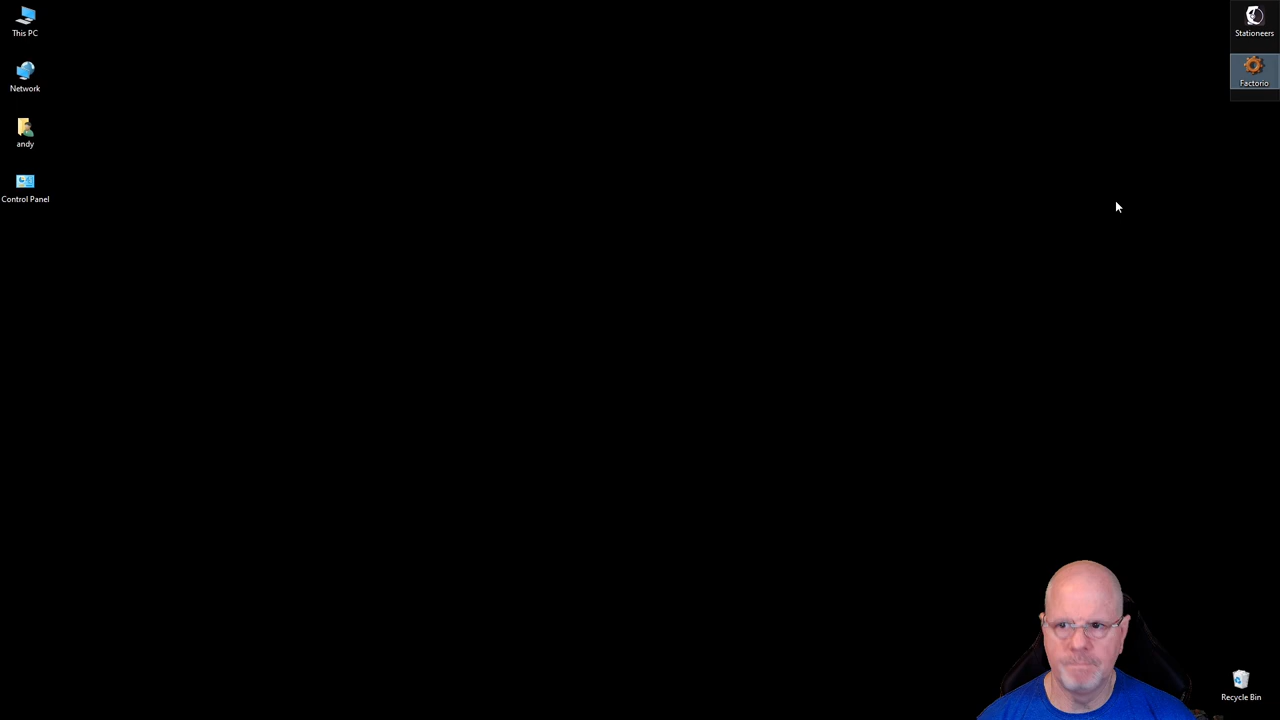 This PC
Network
andy
Control Panel
Stationeers
Factorio
Recycle Bin